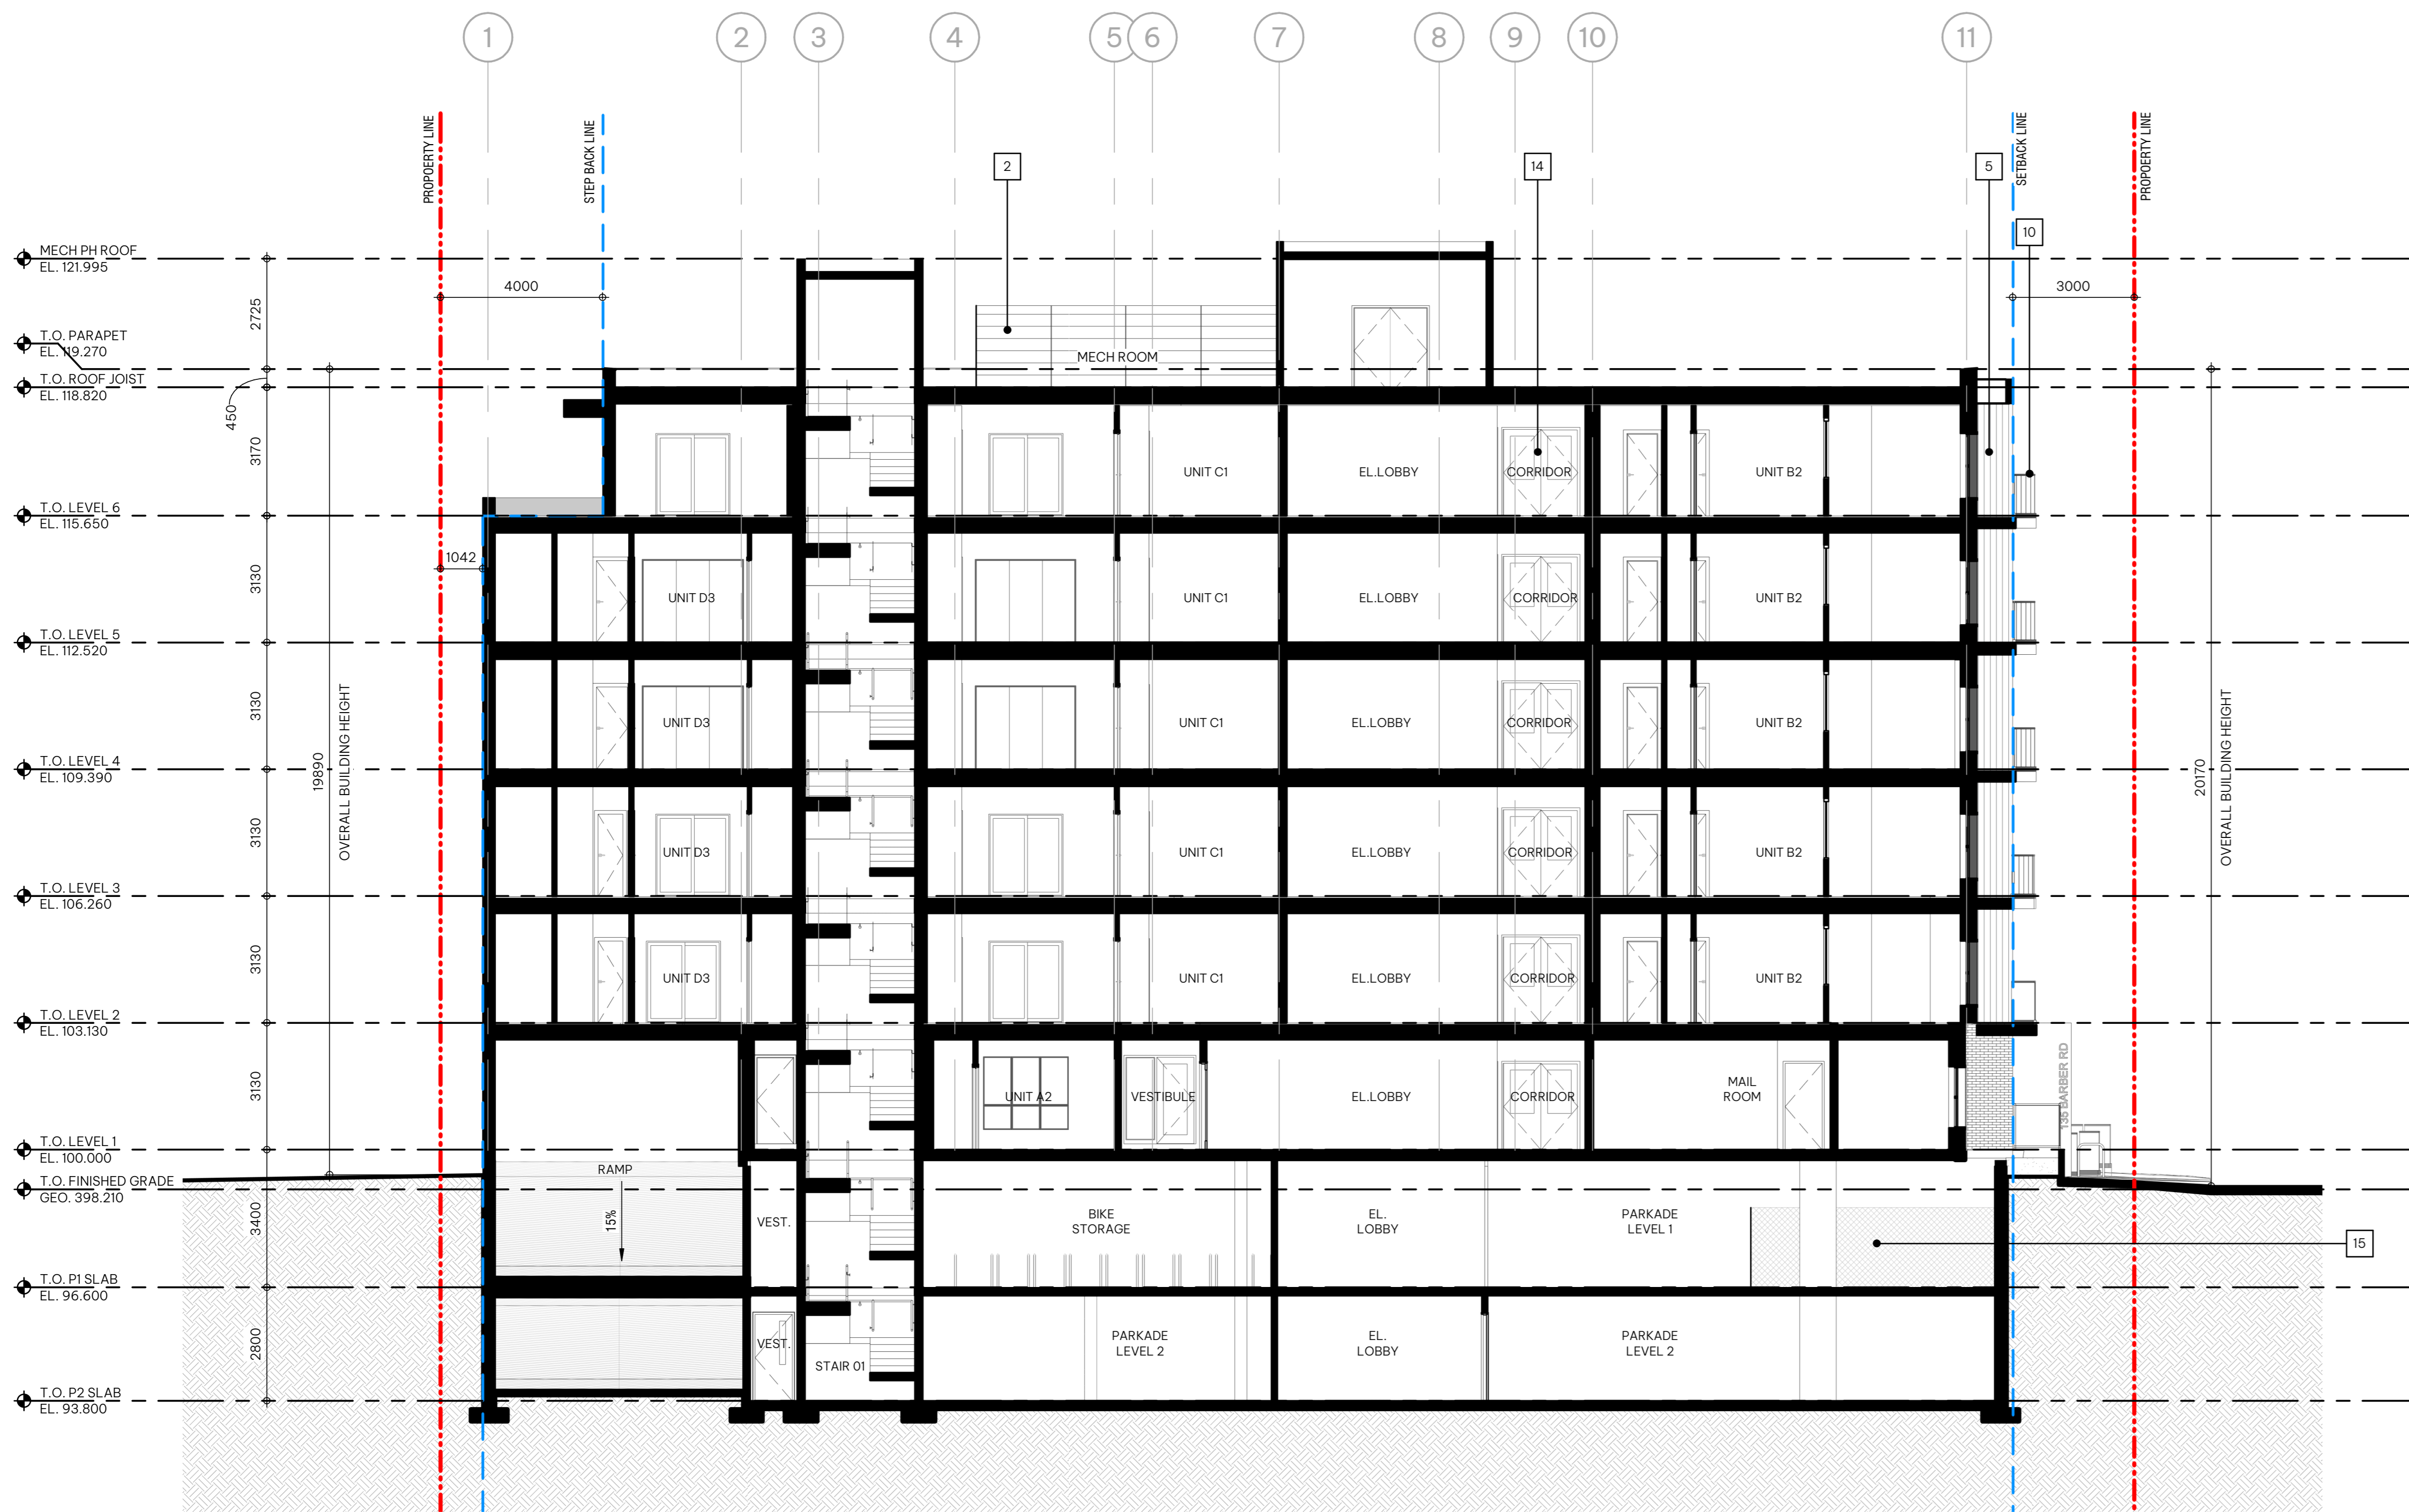 1
2
3
4
5
6
7
8
9
10
11
PROPOERTY LINE
STEP BACK LINE
SETBACK LINE
PROPOERTY LINE
2
14
5
10
MECH PH ROOF
EL. 121.995
4000
3000
2725
T.O. PARAPET
EL. 119.270
MECH ROOM
T.O. ROOF JOIST
EL. 118.820
450
3170
UNIT C1
EL.LOBBY
CORRIDOR
UNIT B2
T.O. LEVEL 6
EL. 115.650
1042
3130
UNIT D3
UNIT C1
EL.LOBBY
CORRIDOR
UNIT B2
T.O. LEVEL 5
EL. 112.520
3130
UNIT D3
UNIT C1
EL.LOBBY
CORRIDOR
UNIT B2
T.O. LEVEL 4
EL. 109.390
19890
OVERALL BUILDING HEIGHT
20170
OVERALL BUILDING HEIGHT
3130
UNIT D3
UNIT C1
EL.LOBBY
CORRIDOR
UNIT B2
T.O. LEVEL 3
EL. 106.260
3130
UNIT D3
UNIT C1
EL.LOBBY
CORRIDOR
UNIT B2
T.O. LEVEL 2
EL. 103.130
3130
UNIT A2
VESTIBULE
EL.LOBBY
CORRIDOR
MAIL
ROOM
135 BARBER RD
T.O. LEVEL 1
EL. 100.000
RAMP
15%
T.O. FINISHED GRADE
GEO. 398.210
3400
VEST.
BIKE
STORAGE
EL.
LOBBY
PARKADE
LEVEL 1
15
T.O. P1 SLAB
EL. 96.600
2800
VEST.
STAIR 01
PARKADE
LEVEL 2
EL.
LOBBY
PARKADE
LEVEL 2
T.O. P2 SLAB
EL. 93.800